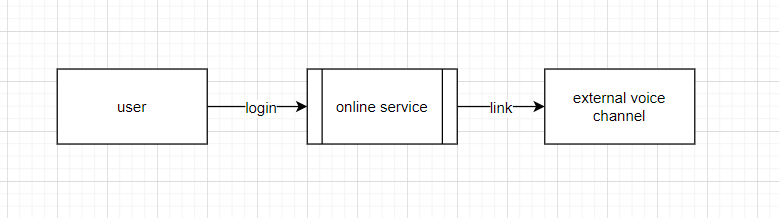 user
login
online service
link
external voice
channel